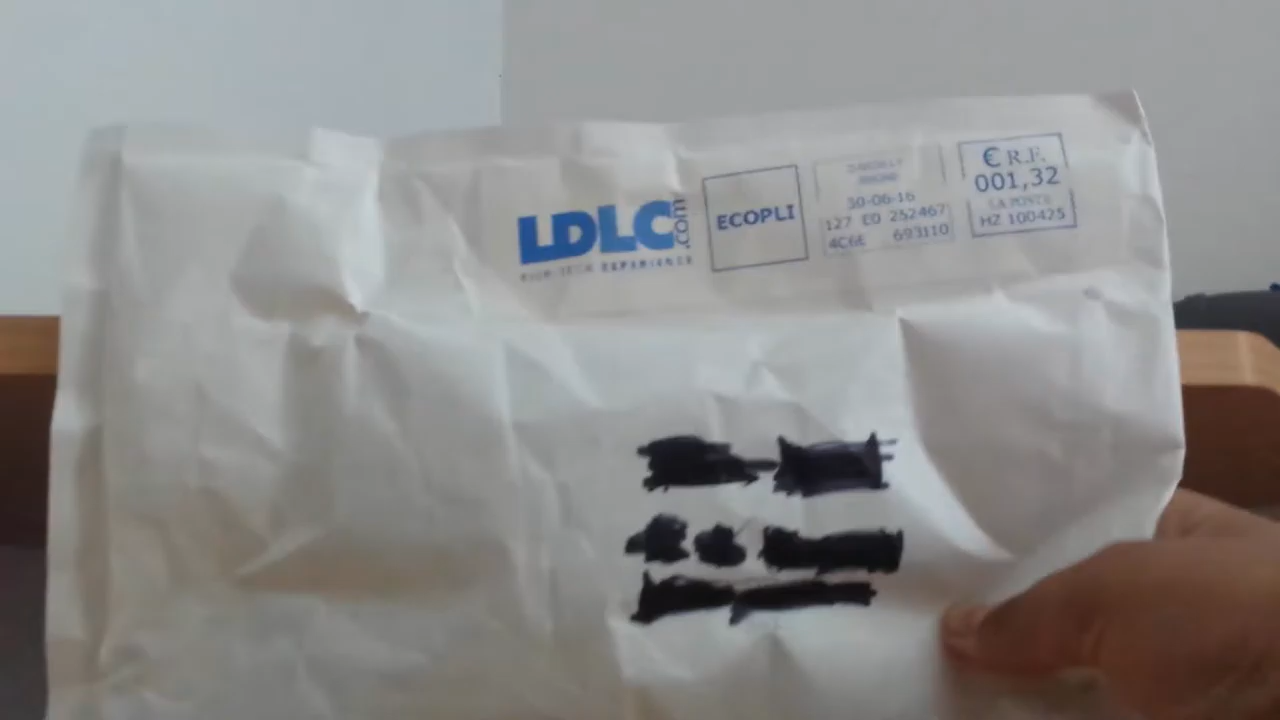 LDLC.com
HIGH-TECH EXPERIENCE
ECOPLI
30-06-16
127 E0 252467
4C6E 693110
€ R.F.
001,32
LA POSTE
HZ 100425